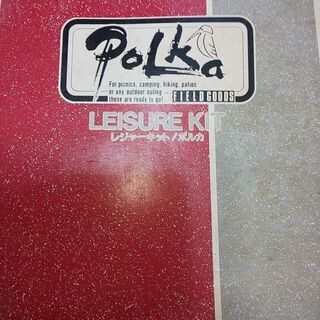 Polka
For picnics, camping, hiking, patios
or any outdoor outing ---
these are ready to go!
FIELD GOODS
LEISURE KIT
レジャーキット/ポルカ